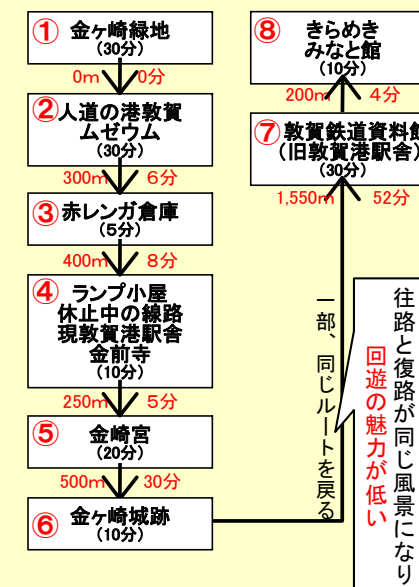 ① 金ヶ崎緑地
(30分)
0m 0分
② 人道の港敦賀
ムゼウム
(30分)
300m 6分
③ 赤レンガ倉庫
(5分)
400m 8分
④ ランプ小屋
休止中の線路
現敦賀港駅舎
金前寺
(10分)
250m 5分
⑤ 金崎宮
(20分)
500m 30分
⑥ 金ヶ崎城跡
(10分)
⑧ きらめき
みなと館
(10分)
200m 4分
⑦ 敦賀鉄道資料館
(旧敦賀港駅舎)
(30分)
1,550m 52分
一部、同じルートを戻る
往路と復路が同じ風景になり
回遊の魅力が低い